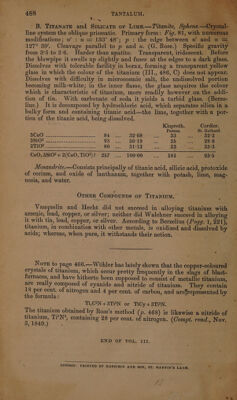 468 TANTALUM.
B. TITANATE and SILICATE OF LIME.—Titanite, Sphene.—Crystal-
line system the oblique prismatic. Primary form: Fig. 81, with numerous
modifications; u' : u = 133° 48'; p : the edge between u' and u =
127° 39'. Cleavage parallel to p and u. (G. Rose.) Specific gravity
from 3·5 to 3·6. Harder than apatite. Transparent, iridescent. Before
the blowpipe it swells up slightly and fuses at the edges to a dark glass.
Dissolved with tolerable facility in borax, forming a transparent yellow
glass in which the colour of the titanium (III, 486, C) does not appear.
Dissolves with difficulty in microcosmic salt, the undissolved portion
becoming milk-white; in the inner flame, the glass acquires the colour
which is characteristic of titanium, more readily however on the addi-
tion of tin. With carbonate of soda it yields a turbid glass. (Berze-
lius.) It is decomposed by hydrochloric acid, which separates silica in a
bulky form and containing titanic acid—the lime, together with a por-
tion of the titanic acid, being dissolved.
Klaproth. Cordier.
Passau. St. Gothard.
3CaO 84 32·68 33 32·2
3SiO² 93 36·19 35 28·0
2TiO² 80 31·13 33 33·3
CaO,3SiO² + 2(CaO,TiO²)? 257 100·00 101 93·5
Monazite.—Consists principally of titanic acid, silicic acid, protoxide
of cerium, and oxide of lanthanum, together with potash, lime, mag-
nesia, and water.
OTHER COMPOUNDS OF TITANIUM.
Vauquelin and Hecht did not succeed in alloying titanium with
arsenic, lead, copper, or silver; neither did Walchner succeed in alloying
it with tin, lead, copper, or silver. According to Berzelius (Pogg. 1, 221),
titanium, in combination with other metals, is oxidised and dissolved by
acids; whereas, when pure, it withstands their action.
NOTE to page 466.—Wöhler has lately shown that the copper-coloured
crystals of titanium, which occur pretty frequently in the slags of blast-
furnaces, and have hitherto been supposed to consist of metallic titanium,
are really composed of cyanide and nitride of titanium. They contain
18 per cent. of nitrogen and 4 per cent. of carbon, and are represented by
the formula:
The titanium obtained by Rose's method (p. 468) is likewise a nitride of
titanium, Ti³N², containing 28 per cent. of nitrogen. (Compt. rend., Nov.
5, 1849.)
END OF VOL. III.
LONDON: PRINTED BY HARRISON AND SON, ST. MARTIN'S LANE.